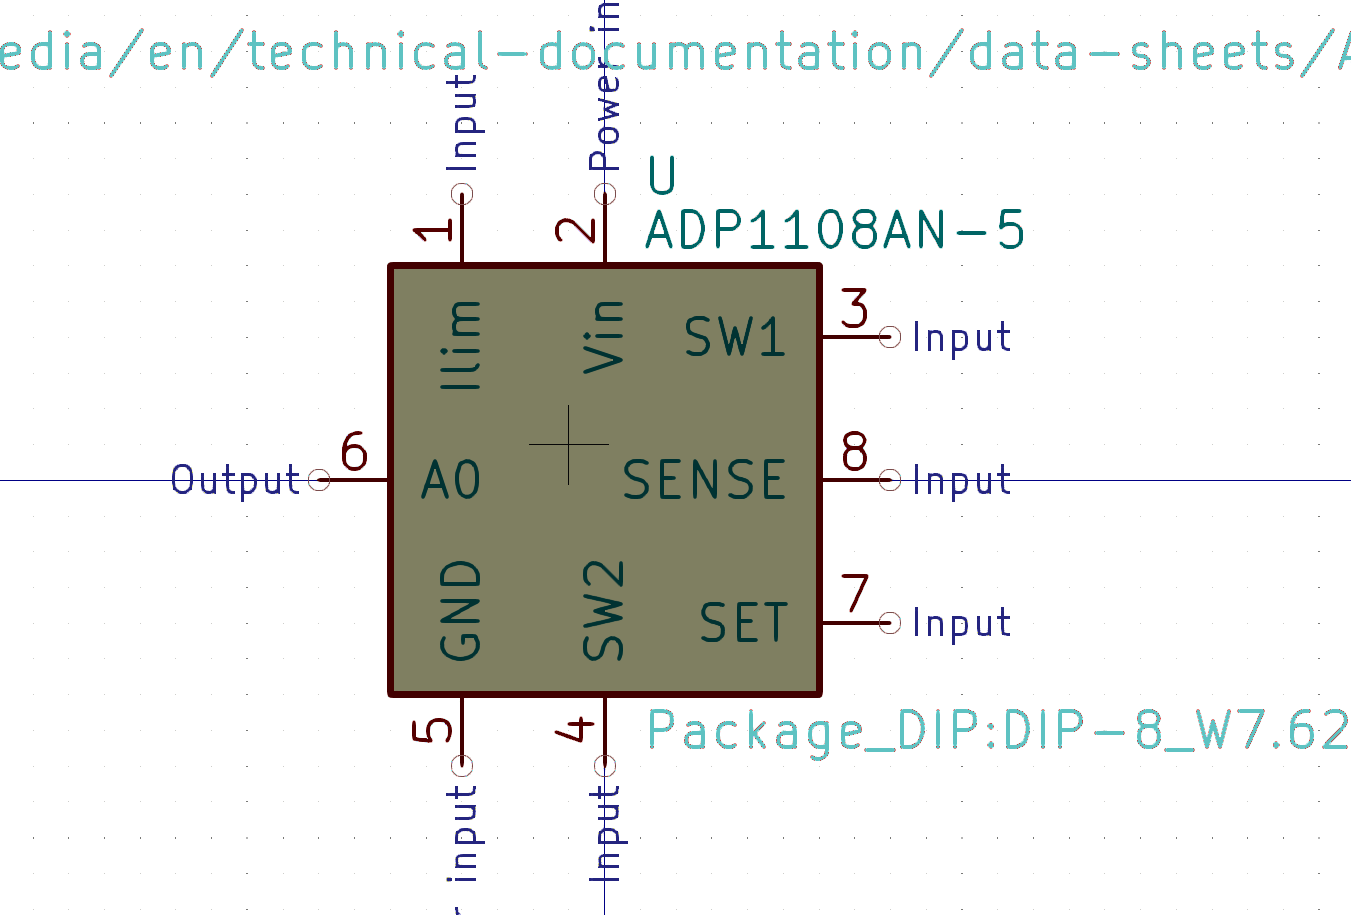 edia/en/technical-documentation/data-sheets/A
Input
Power in
U
ADP1108AN-5
1
2
3
Input
Ilim
Vin
SW1
Output
6
A0
SENSE
8
Input
GND
SW2
SET
7
Input
5
4
Package_DIP:DIP-8_W7.62
r input
Input